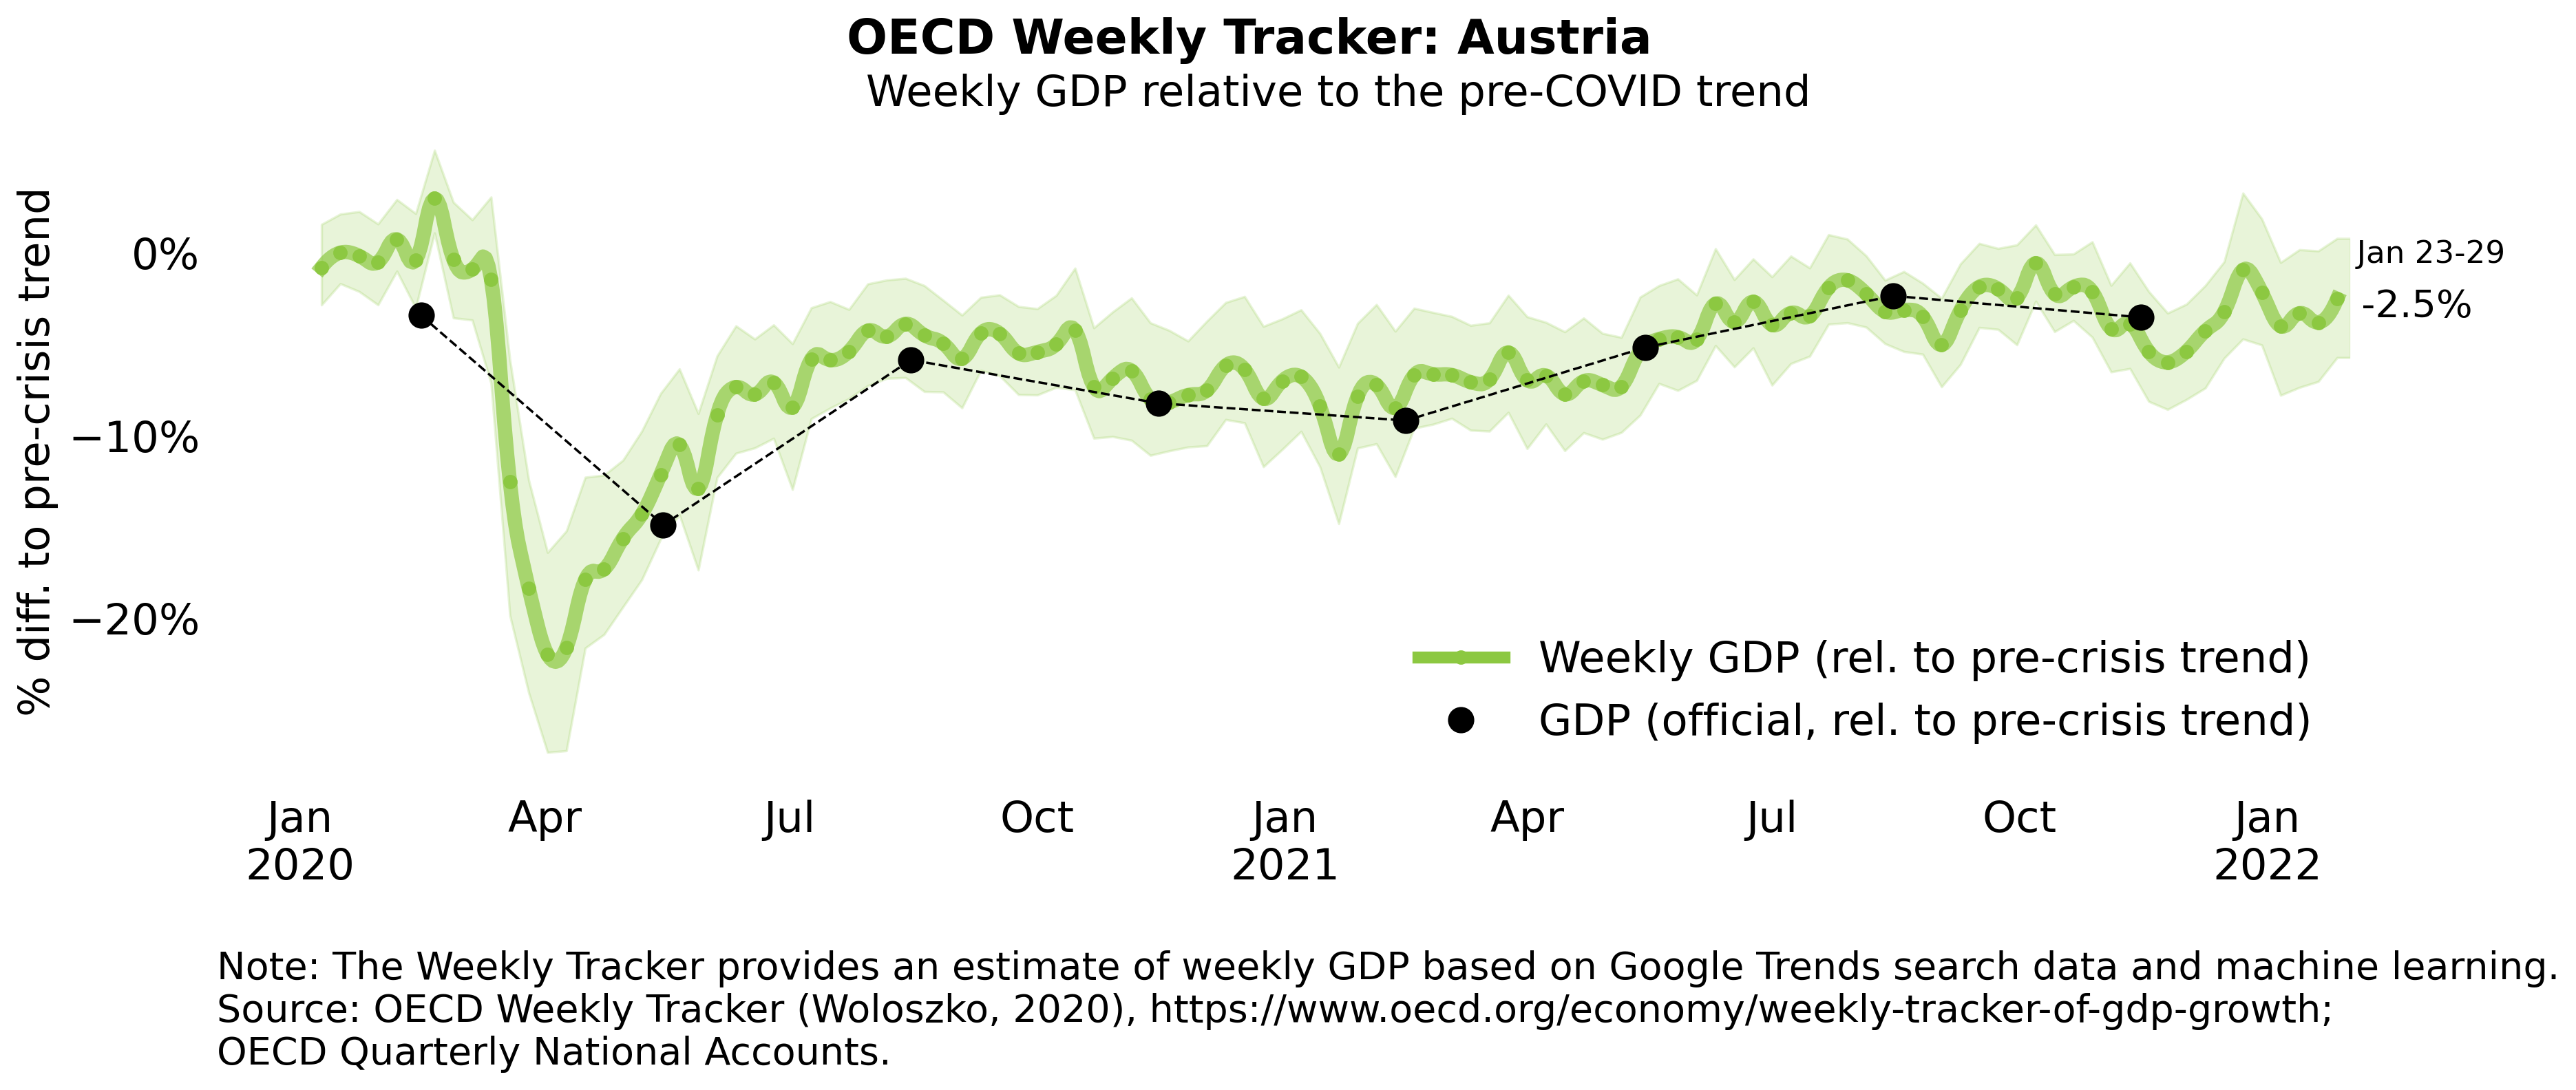 OECD Weekly Tracker: Austria
Weekly GDP relative to the pre-COVID trend
% diff. to pre-crisis trend
0%
−10%
−20%
Jan 23-29
-2.5%
Weekly GDP (rel. to pre-crisis trend)
GDP (official, rel. to pre-crisis trend)
Jan Apr Jul Oct Jan Apr Jul Oct Jan
2020 2021 2022
Note: The Weekly Tracker provides an estimate of weekly GDP based on Google Trends search data and machine learning.
Source: OECD Weekly Tracker (Woloszko, 2020), https://www.oecd.org/economy/weekly-tracker-of-gdp-growth;
OECD Quarterly National Accounts.